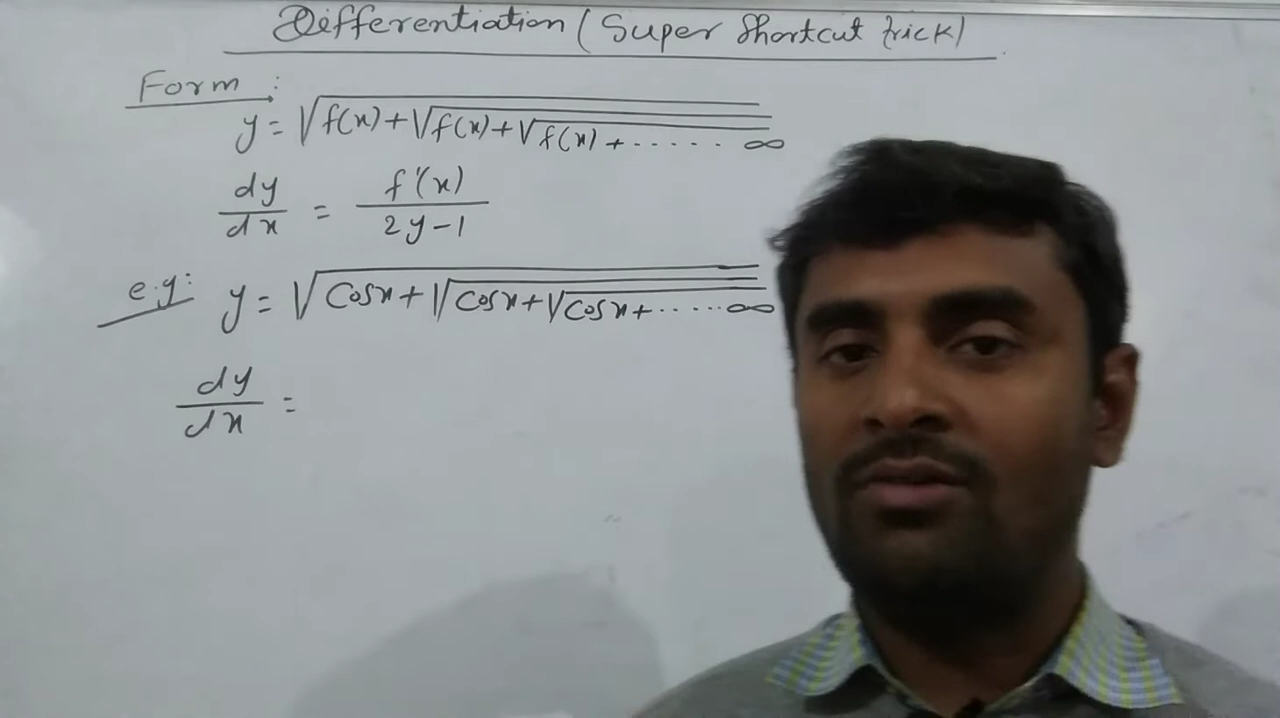 Differentiation (Super Shortcut trick)
Form :
y = √f(x)+√f(x)+√f(x)+...... ∞
dy/dx = f'(x)/2y-1
e.g: y = √Cosx+√Cosx+√Cosx+.....∞
dy/dx =